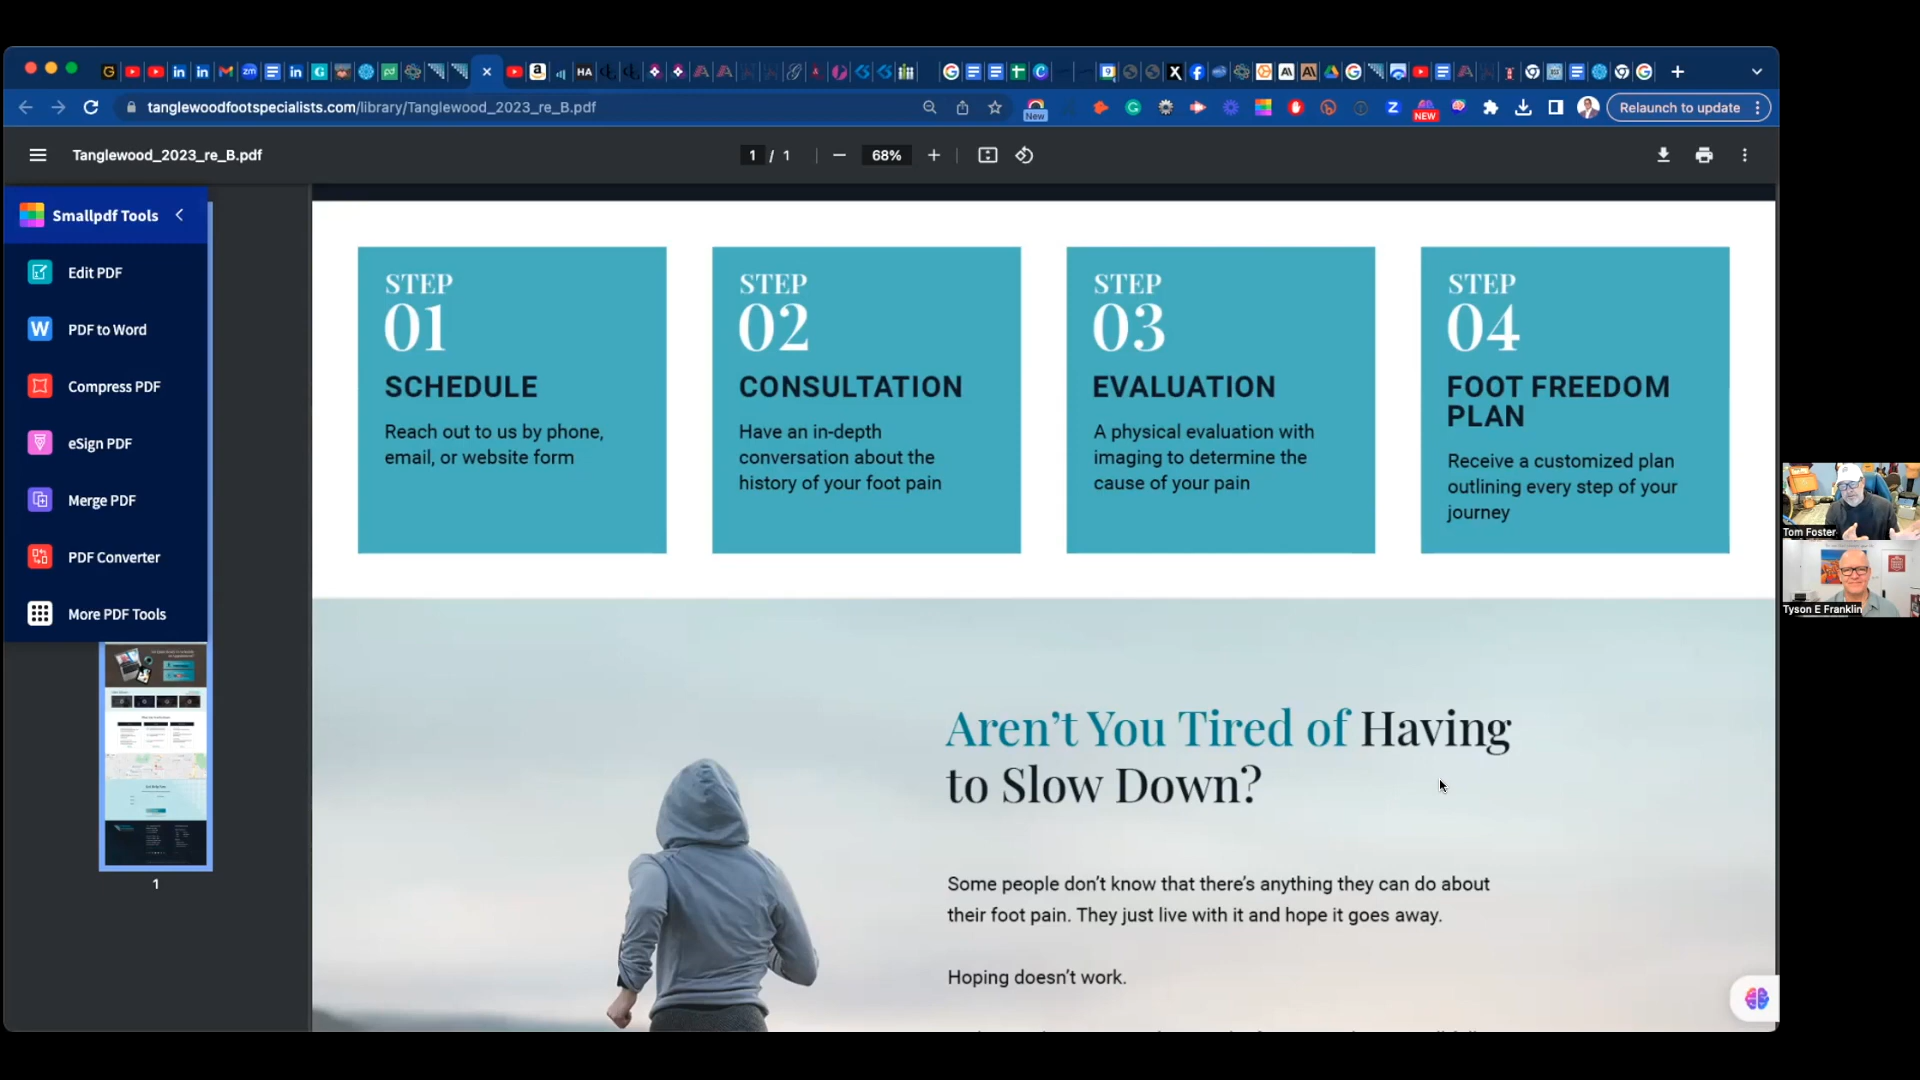 tanglewoodfootspecialists.com/library/Tanglewood_2023_re_B.pdf
New
NEW
Relaunch to update
Tanglewood_2023_re_B.pdf
1 / 1
68%
Smallpdf Tools
Edit PDF
PDF to Word
Compress PDF
eSign PDF
Merge PDF
PDF Converter
More PDF Tools
1
STEP
01
SCHEDULE
Reach out to us by phone,
email, or website form
STEP
02
CONSULTATION
Have an in-depth
conversation about the
history of your foot pain
STEP
03
EVALUATION
A physical evaluation with
imaging to determine the
cause of your pain
STEP
04
FOOT FREEDOM
PLAN
Receive a customized plan
outlining every step of your
journey
Aren't You Tired of Having
to Slow Down?
Some people don't know that there's anything they can do about
their foot pain. They just live with it and hope it goes away.
Hoping doesn't work.
Tom Foster
Tyson E Franklin